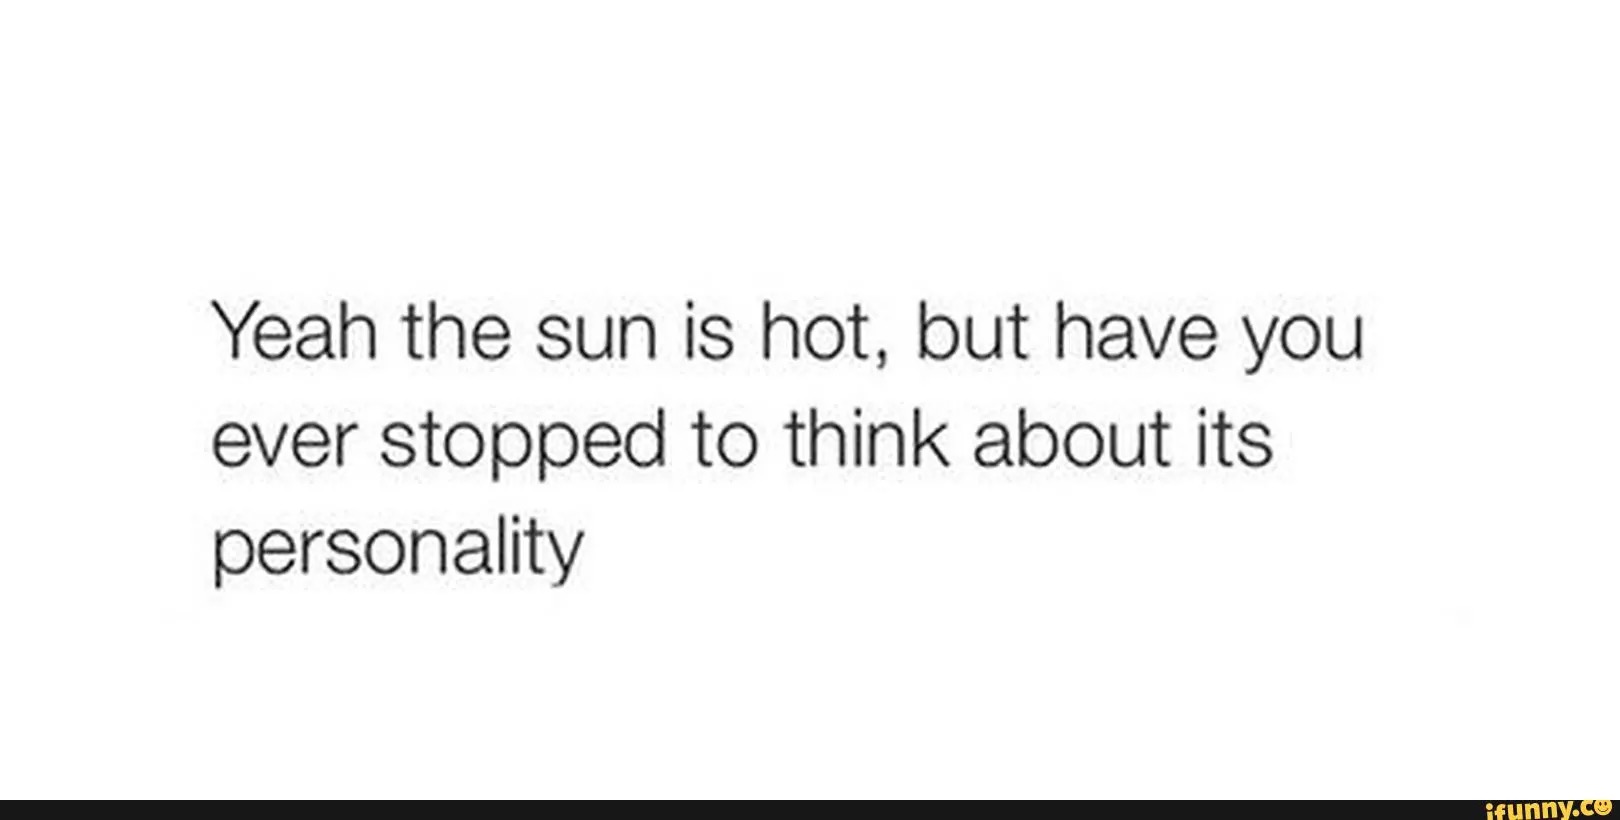 Yeah the sun is hot, but have you
ever stopped to think about its
personality
ifunny.co